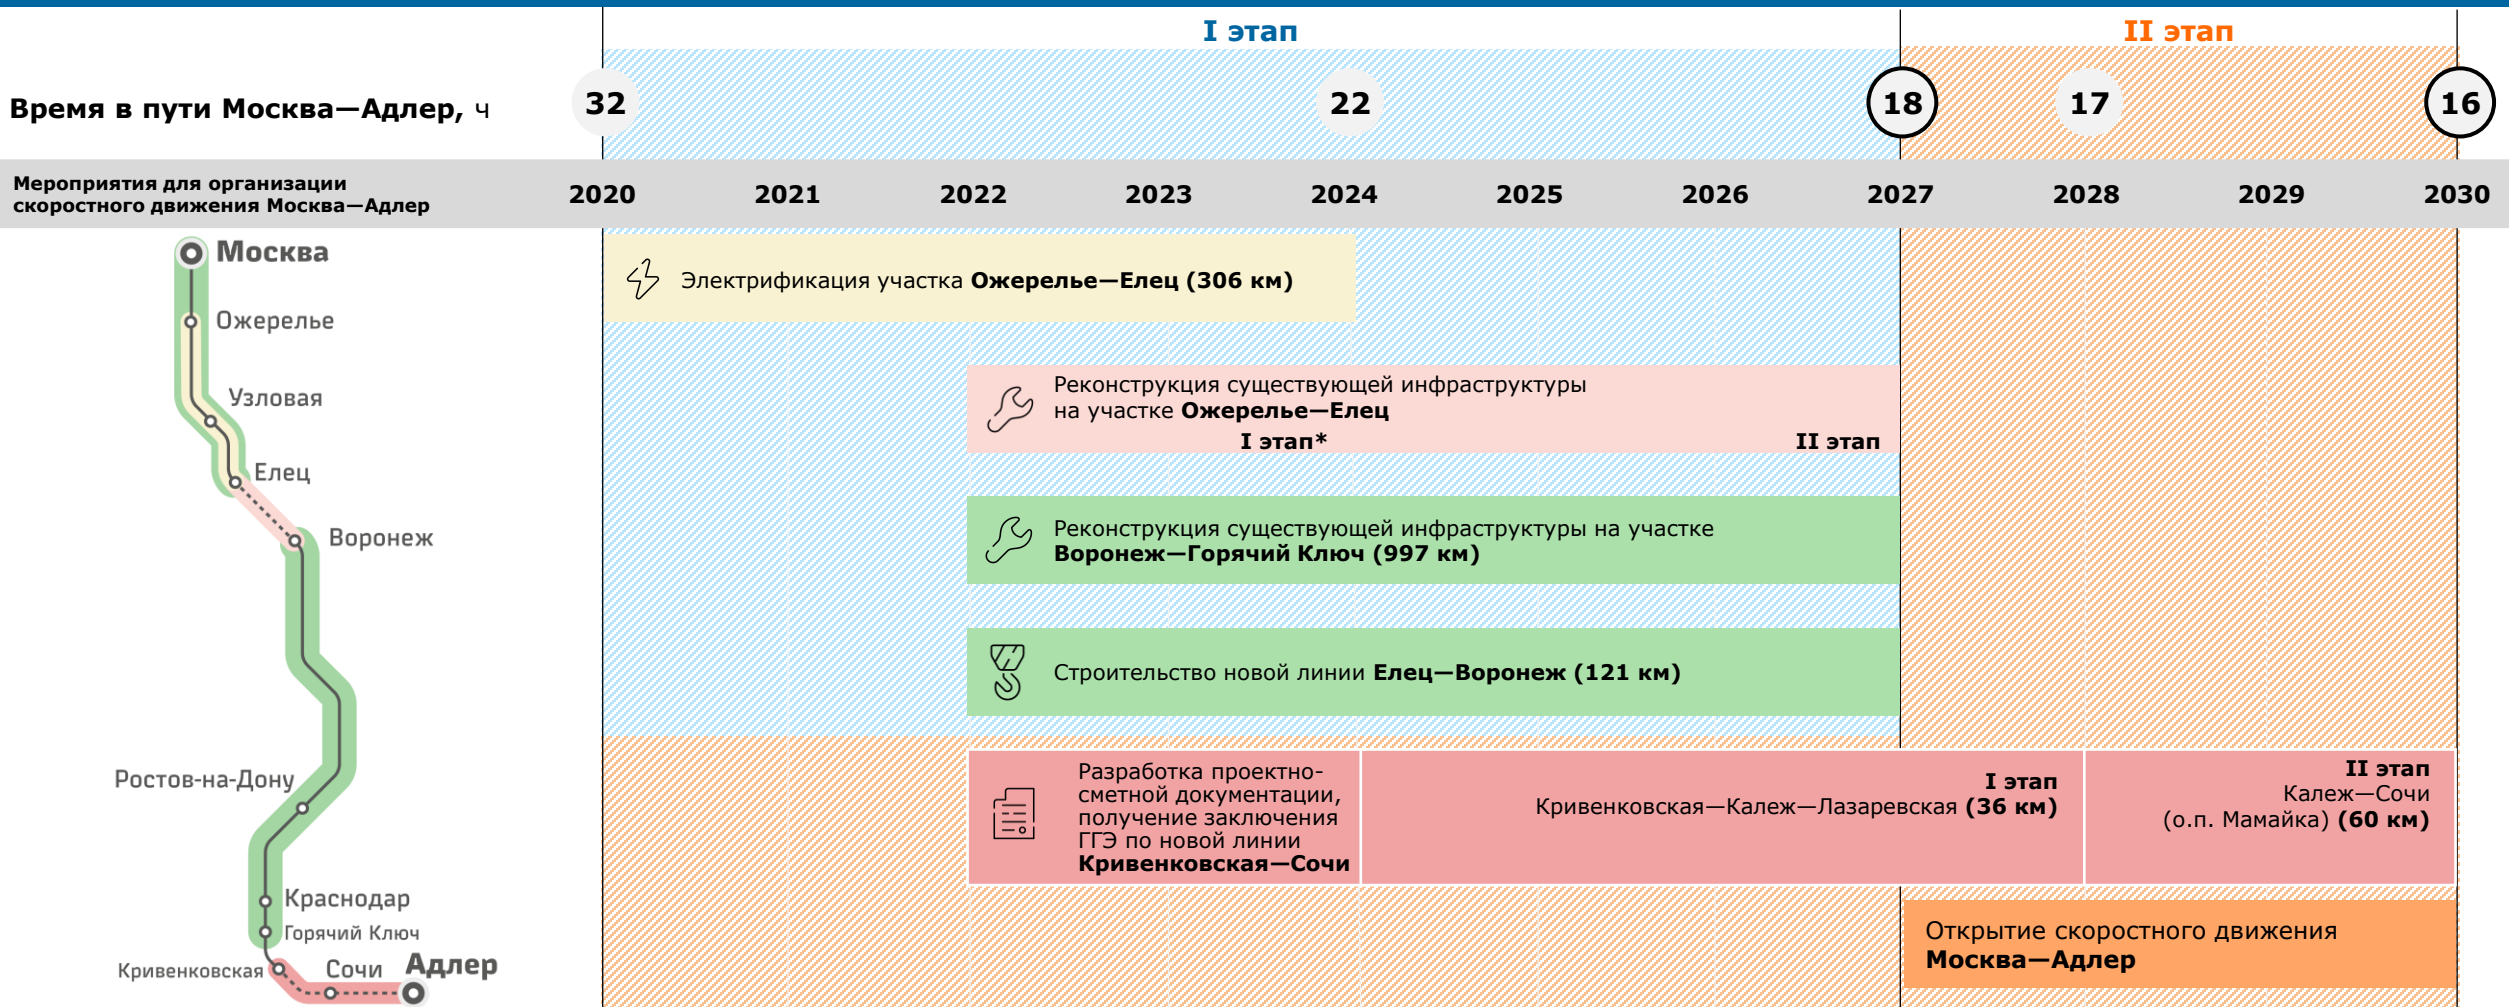 I этап
II этап
Время в пути Москва—Адлер, ч
32
22
18
17
16
Мероприятия для организации
скоростного движения Москва—Адлер
2020
2021
2022
2023
2024
2025
2026
2027
2028
2029
2030
Москва
Ожерелье
Узловая
Елец
Воронеж
Ростов-на-Дону
Краснодар
Горячий Ключ
Кривенковская
Сочи
Адлер
Электрификация участка Ожерелье—Елец (306 км)
Реконструкция существующей инфраструктуры
на участке Ожерелье—Елец
I этап*
II этап
Реконструкция существующей инфраструктуры на участке
Воронеж—Горячий Ключ (997 км)
Строительство новой линии Елец—Воронеж (121 км)
Разработка проектно-
сметной документации,
получение заключения
ГГЭ по новой линии
Кривенковская—Сочи
I этап
Кривенковская—Калеж—Лазаревская (36 км)
II этап
Калеж—Сочи
(о.п. Мамайка) (60 км)
Открытие скоростного движения
Москва—Адлер